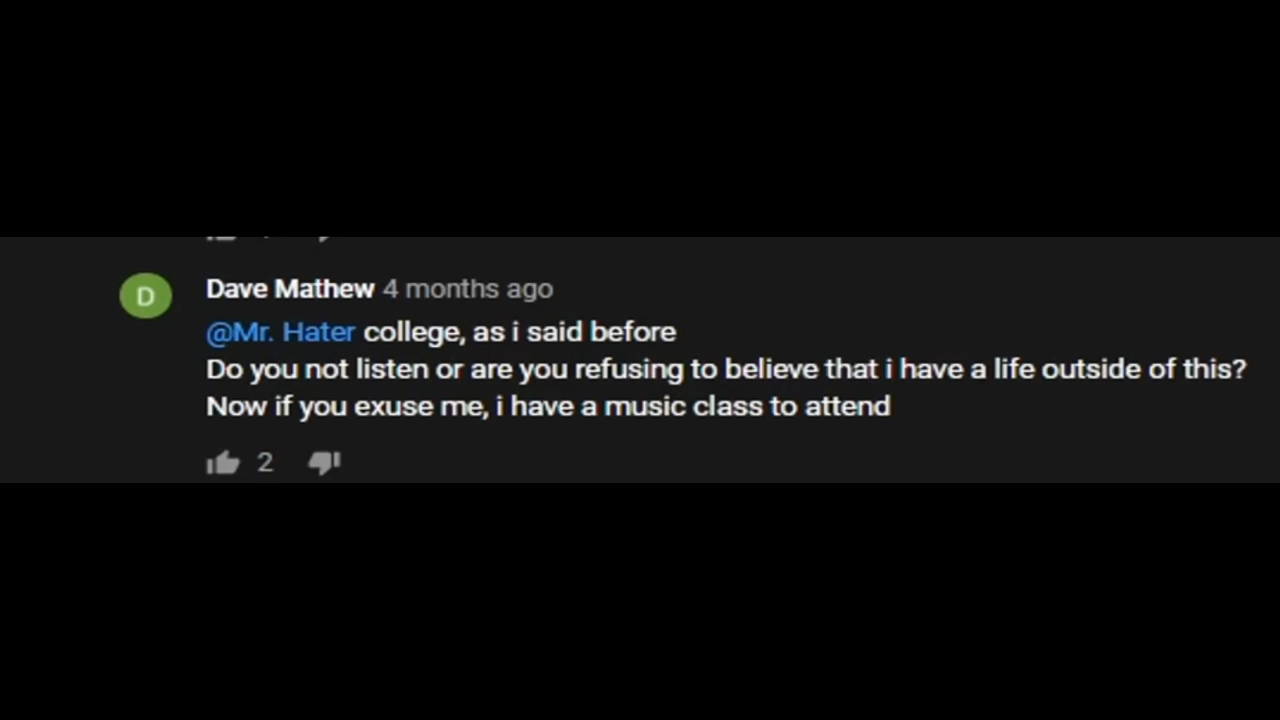 D
Dave Mathew 4 months ago
@Mr. Hater college, as i said before
Do you not listen or are you refusing to believe that i have a life outside of this?
Now if you excuse me, i have a music class to attend
2